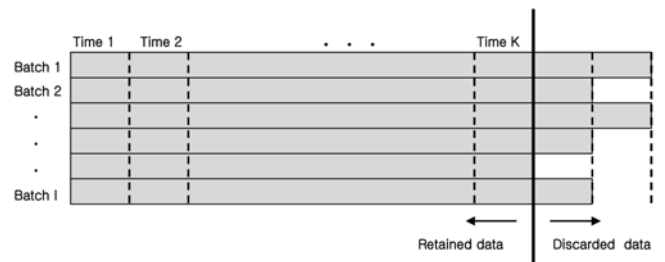 Time 1 Time 2 . . . Time K
Batch 1
Batch 2
.
.
.
Batch I
Retained data Discarded data